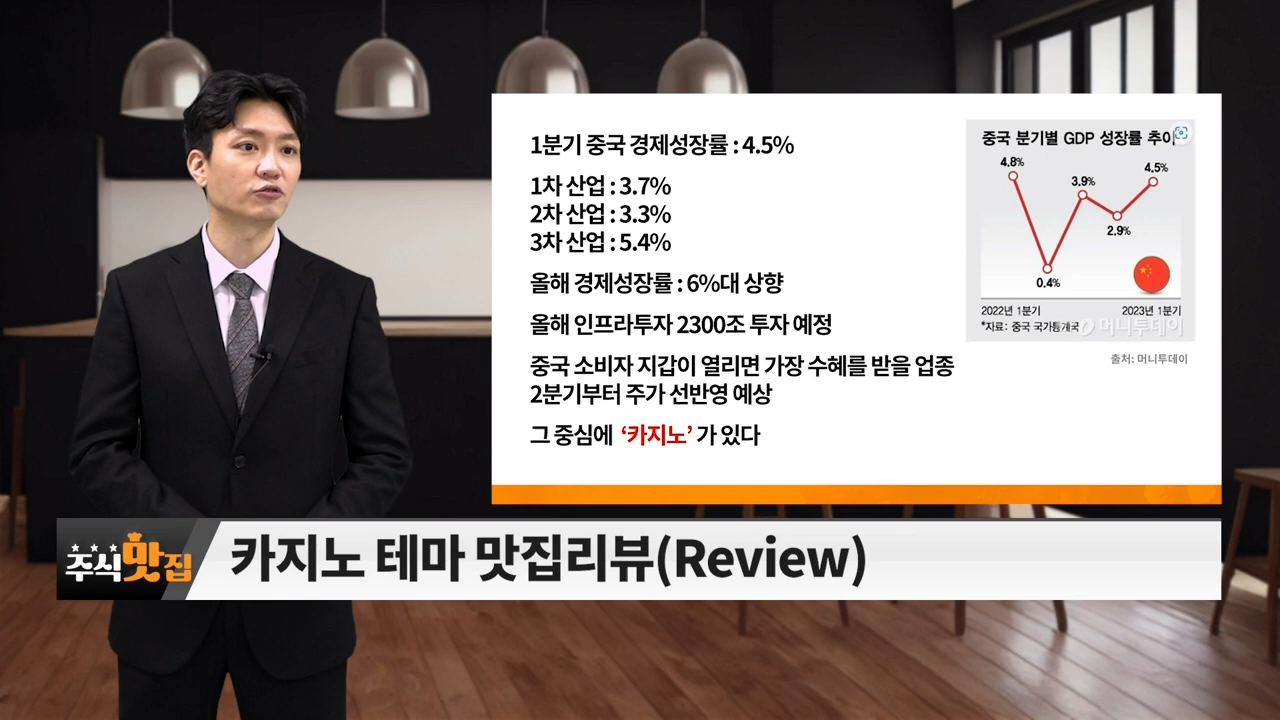 1분기 중국 경제성장률 : 4.5%
1차 산업 : 3.7%
2차 산업 : 3.3%
3차 산업 : 5.4%
올해 경제성장률 : 6%대 상향
올해 인프라투자 2300조 투자 예정
중국 소비자 지갑이 열리면 가장 수혜를 받을 업종
2분기부터 주가 선반영 예상
그 중심에 ‘카지노’ 가 있다
중국 분기별 GDP 성장률 추이
4.8%
4.5%
3.9%
2.9%
0.4%
2022년 1분기 2023년 1분기
*자료: 중국 국가통계국
머니투데이
출처: 머니투데이
주식맛집
카지노 테마 맛집리뷰(Review)